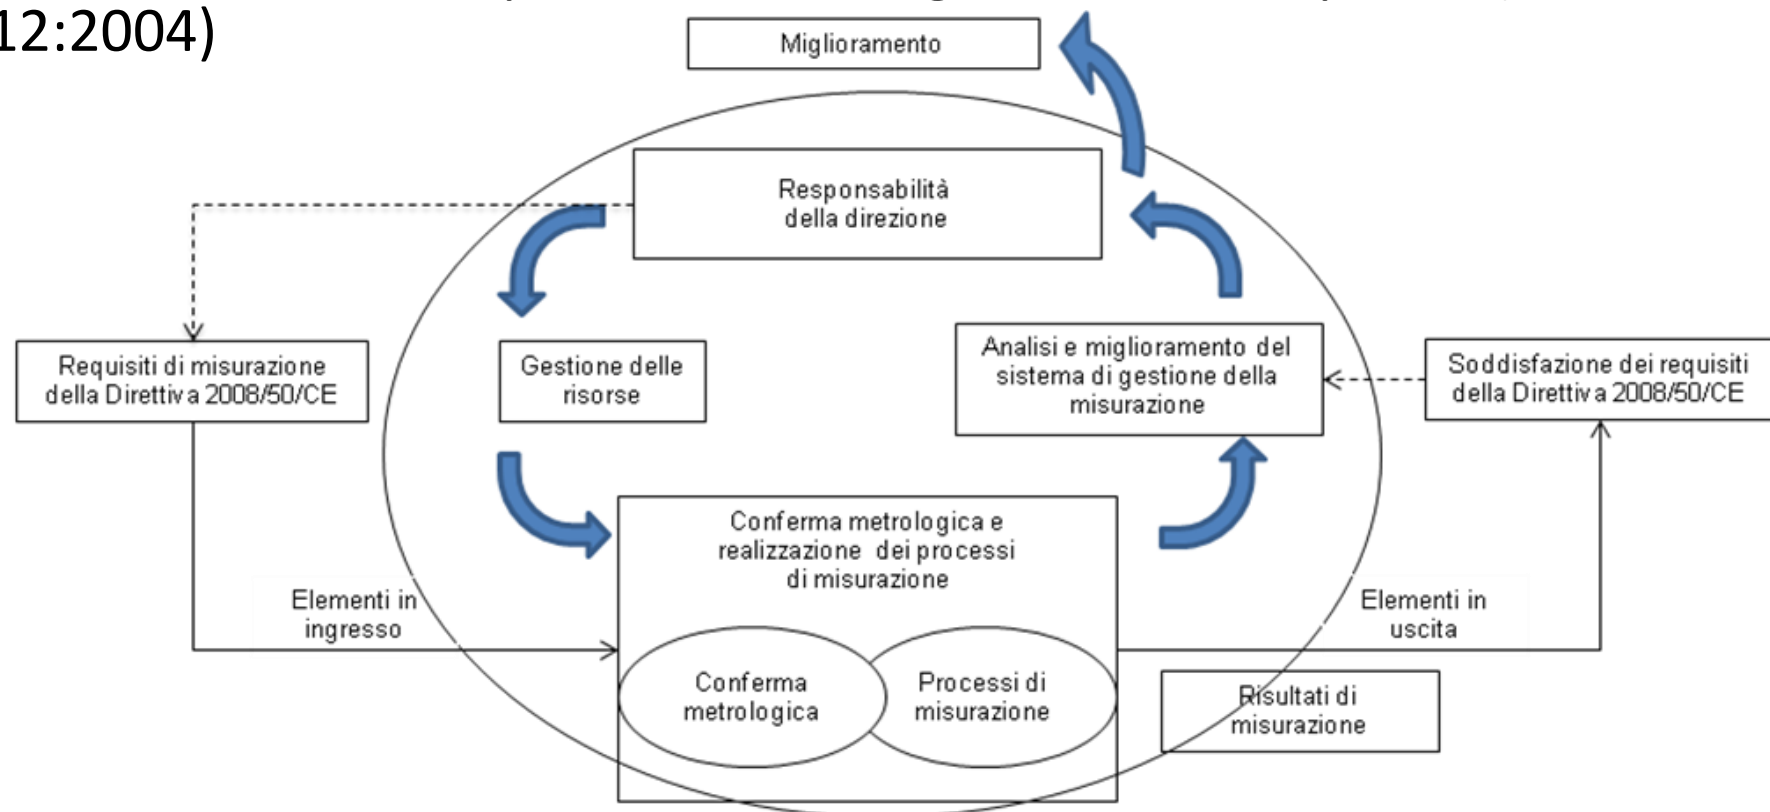 12:2004)
Miglioramento
Responsabilità
della direzione
Requisiti di misurazione
della Direttiva 2008/50/CE
Gestione delle
risorse
Analisi e miglioramento del
sistema di gestione della
misurazione
Soddisfazione dei requisiti
della Direttiva 2008/50/CE
Conferma metrologica e
realizzazione dei processi
di misurazione
Elementi in
ingresso
Elementi in
uscita
Conferma
metrologica
Processi di
misurazione
Risultati di
misurazione